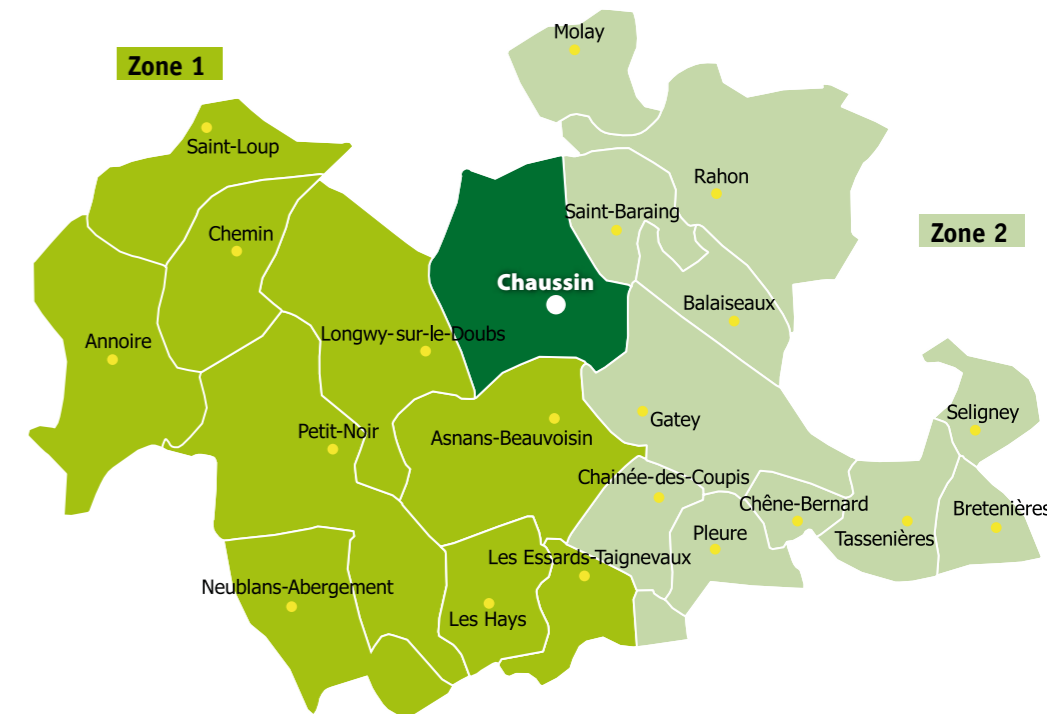 Molay
Zone 1
Saint-Loup
Rahon
Saint-Baraing
Zone 2
Chemin
Chaussin
Balaiseaux
Longwy-sur-le-Doubs
Annoire
Seligney
Gatey
Petit-Noir
Asnans-Beauvoisin
Chainée-des-Coupis
Chêne-Bernard
Bretenières
Pleure
Tassenières
Les Essards-Taignevaux
Neublans-Abergement
Les Hays